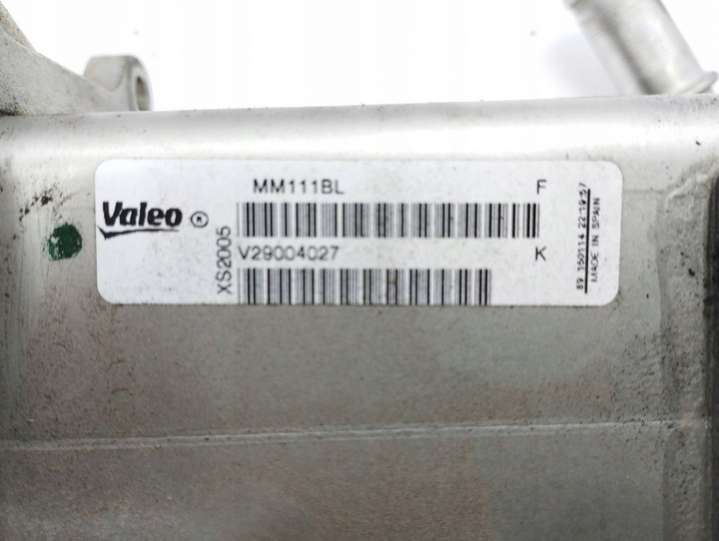 Valeo ®
XS2005
MM111BL F
V29004027 K
89 150114 22:19:57
MADE IN SPAIN